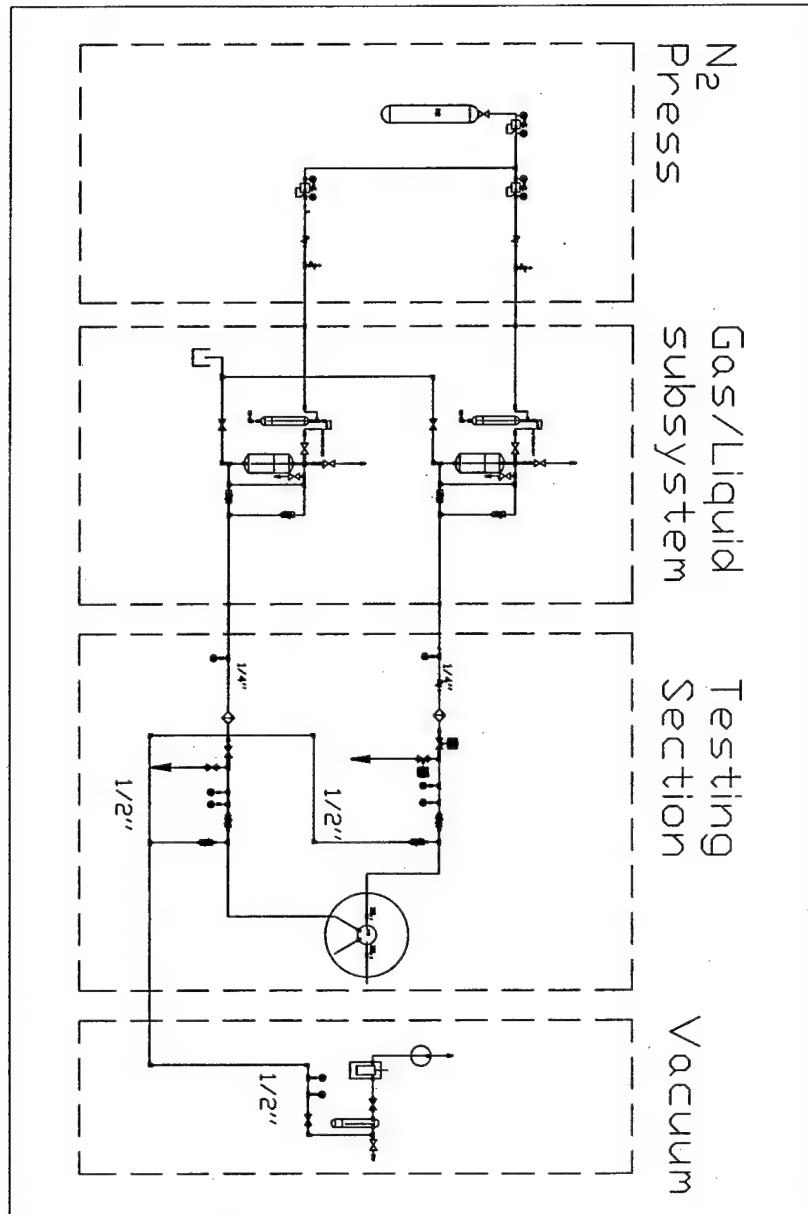 N2
Press
Gas/Liquid
subsystem
1/4"
1/4"
Testing
Section
1/2"
1/2"
Vacuum
1/2"